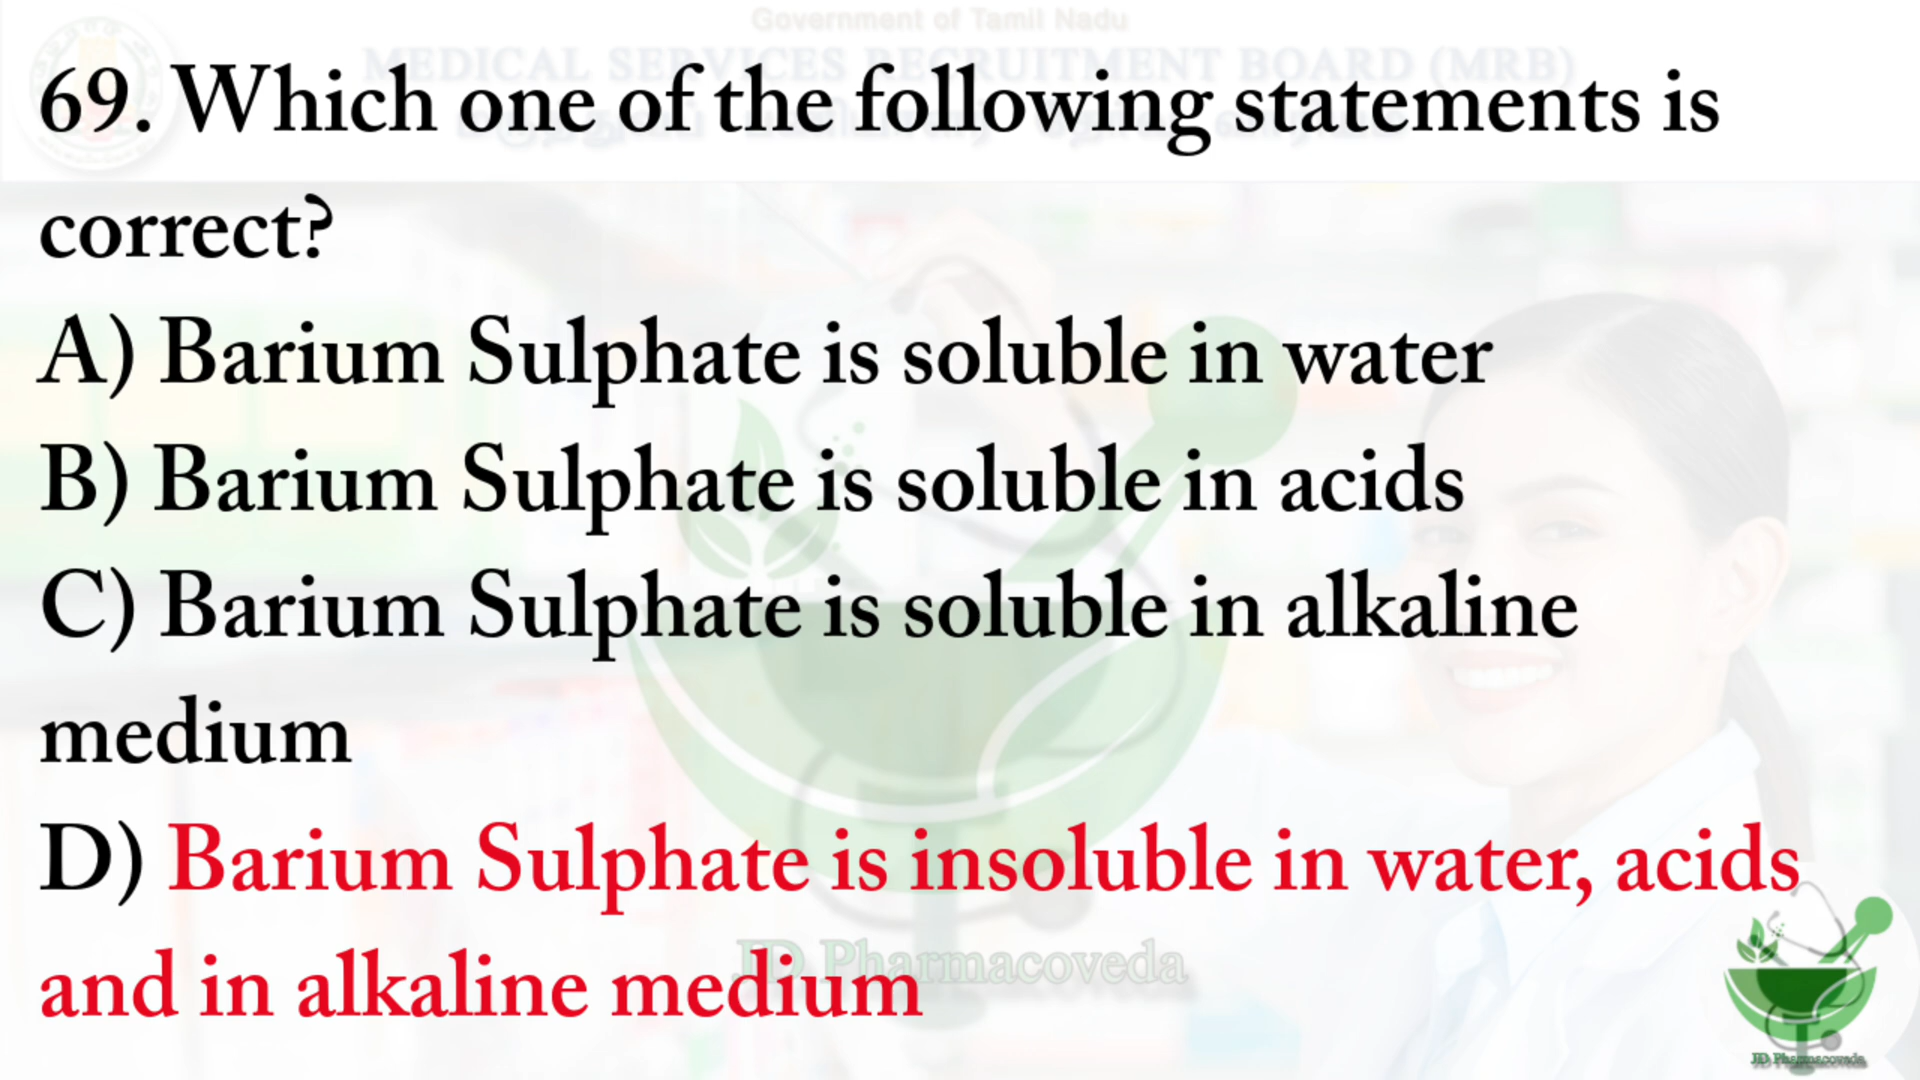 Government of Tamil Nadu
MEDICAL SERVICES RECRUITMENT BOARD (MRB)
69. Which one of the following statements is
correct?
A) Barium Sulphate is soluble in water
B) Barium Sulphate is soluble in acids
C) Barium Sulphate is soluble in alkaline
medium
D) Barium Sulphate is insoluble in water, acids
and in alkaline medium
JD Pharmacoveda
JD Pharmacoveda